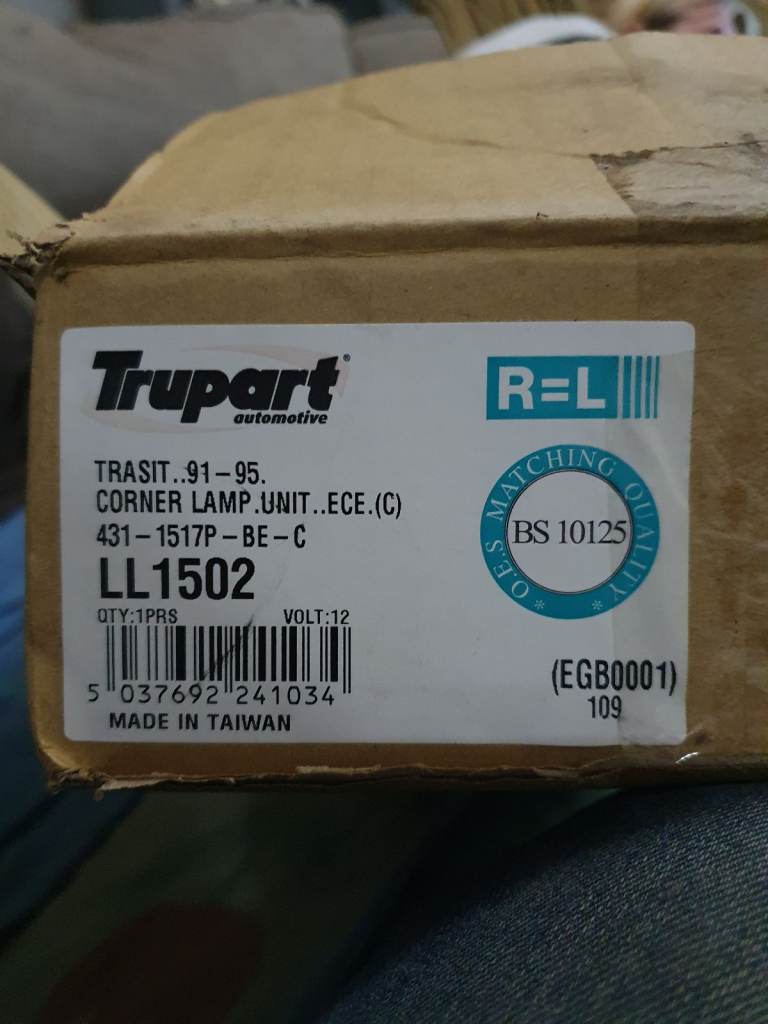 Trupart®
automotive
R=L
TRASIT..91-95.
CORNER LAMP.UNIT..ECE.(C)
431-1517P-BE-C
LL1502
QTY:1PRS VOLT:12
5 037692 241034
MADE IN TAIWAN
O.E.S MATCHING QUALITY
BS 10125
(EGB0001)
109